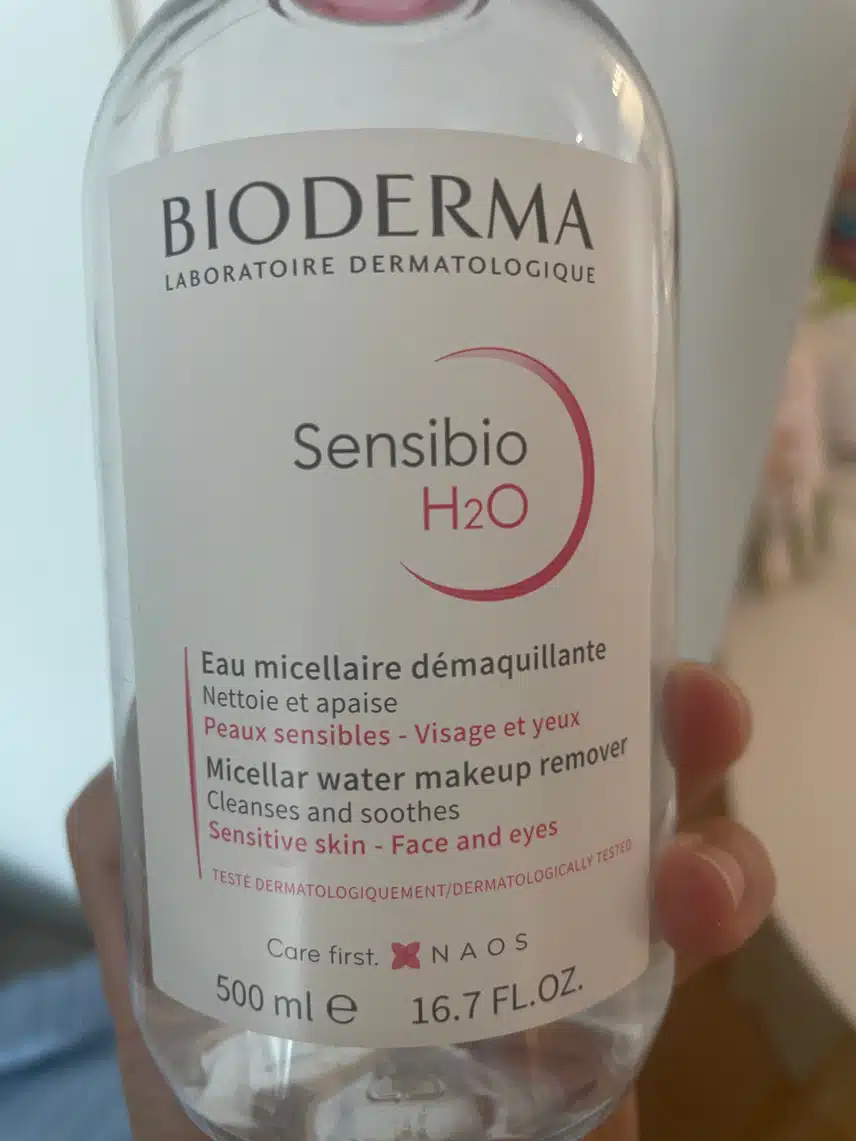 BIODERMA
LABORATOIRE DERMATOLOGIQUE
Sensibio
H2O
Eau micellaire démaquillante
Nettoie et apaise
Peaux sensibles - Visage et yeux
Micellar water makeup remover
Cleanses and soothes
Sensitive skin - Face and eyes
TESTÉ DERMATOLOGIQUEMENT/DERMATOLOGICALLY TESTED
Care first. NAOS
500 ml ℮ 16.7 FL.OZ.